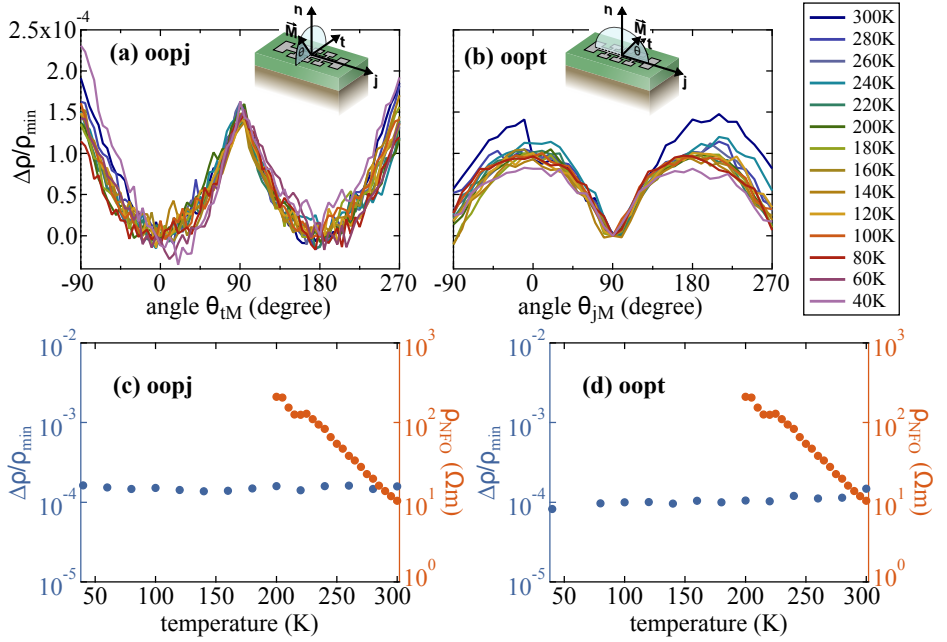 (a) oopj
n
M
t
θ
j
2.5x10-4
2.0
1.5
1.0
0.5
0.0
Δρ/ρmin
-90
0
90
180
270
angle θtM (degree)
(b) oopt
n
M
t
θ
j
-90
0
90
180
270
angle θjM (degree)
300K
280K
260K
240K
220K
200K
180K
160K
140K
120K
100K
80K
60K
40K
(c) oopj
10-2
10-3
10-4
10-5
Δρ/ρmin
103
102
101
100
ρNFO (Ωm)
50
100
150
200
250
300
temperature (K)
(d) oopt
10-2
10-3
10-4
10-5
Δρ/ρmin
103
102
101
100
ρNFO (Ωm)
50
100
150
200
250
300
temperature (K)